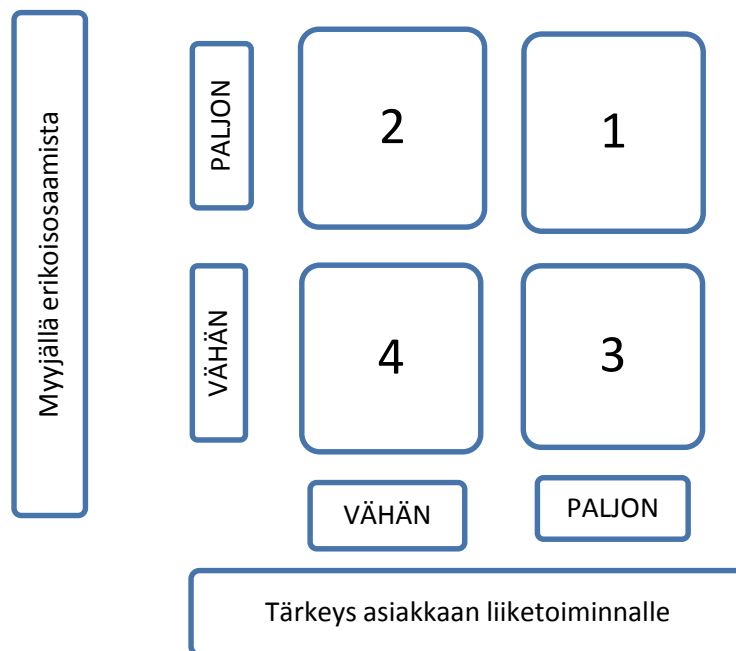 Myyjällä erikoisosaamista
PALJON
2
1
VÄHÄN
4
3
VÄHÄN
PALJON
Tärkeys asiakkaan liiketoiminnalle